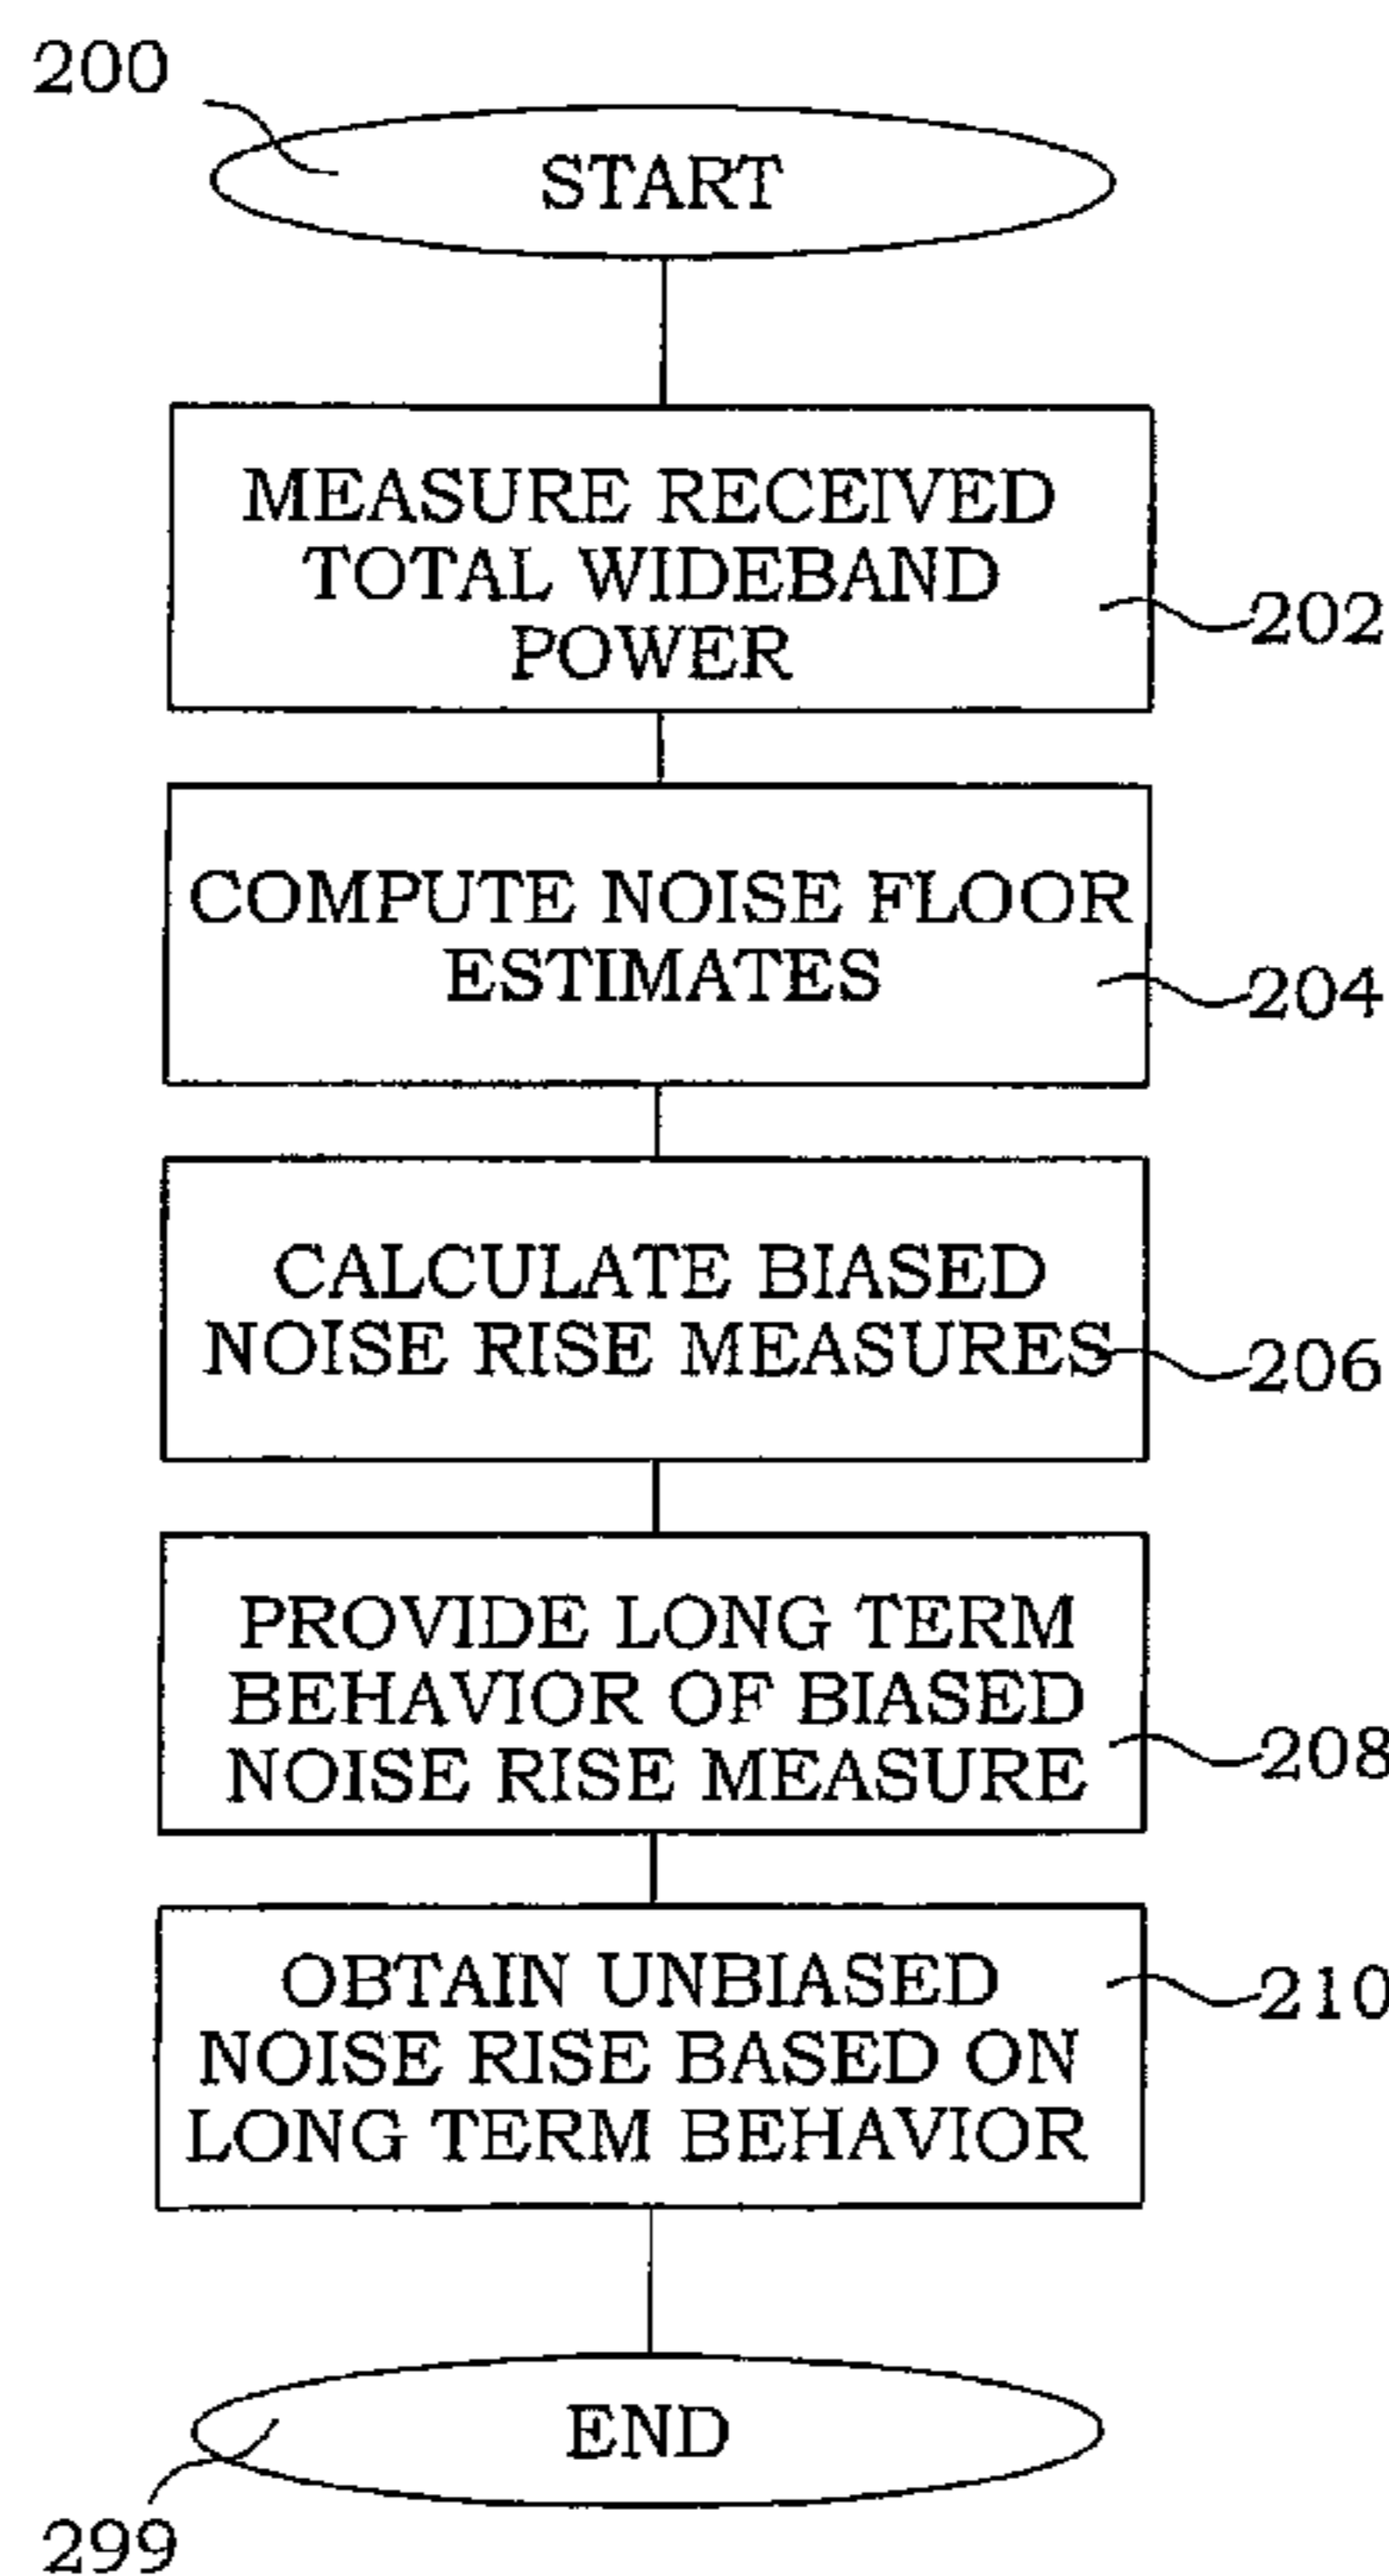 200
START
MEASURE RECEIVED
TOTAL WIDEBAND
POWER
202
COMPUTE NOISE FLOOR
ESTIMATES
204
CALCULATE BIASED
NOISE RISE MEASURES
206
PROVIDE LONG TERM
BEHAVIOR OF BIASED
NOISE RISE MEASURE
208
OBTAIN UNBIASED
NOISE RISE BASED ON
LONG TERM BEHAVIOR
210
END
299